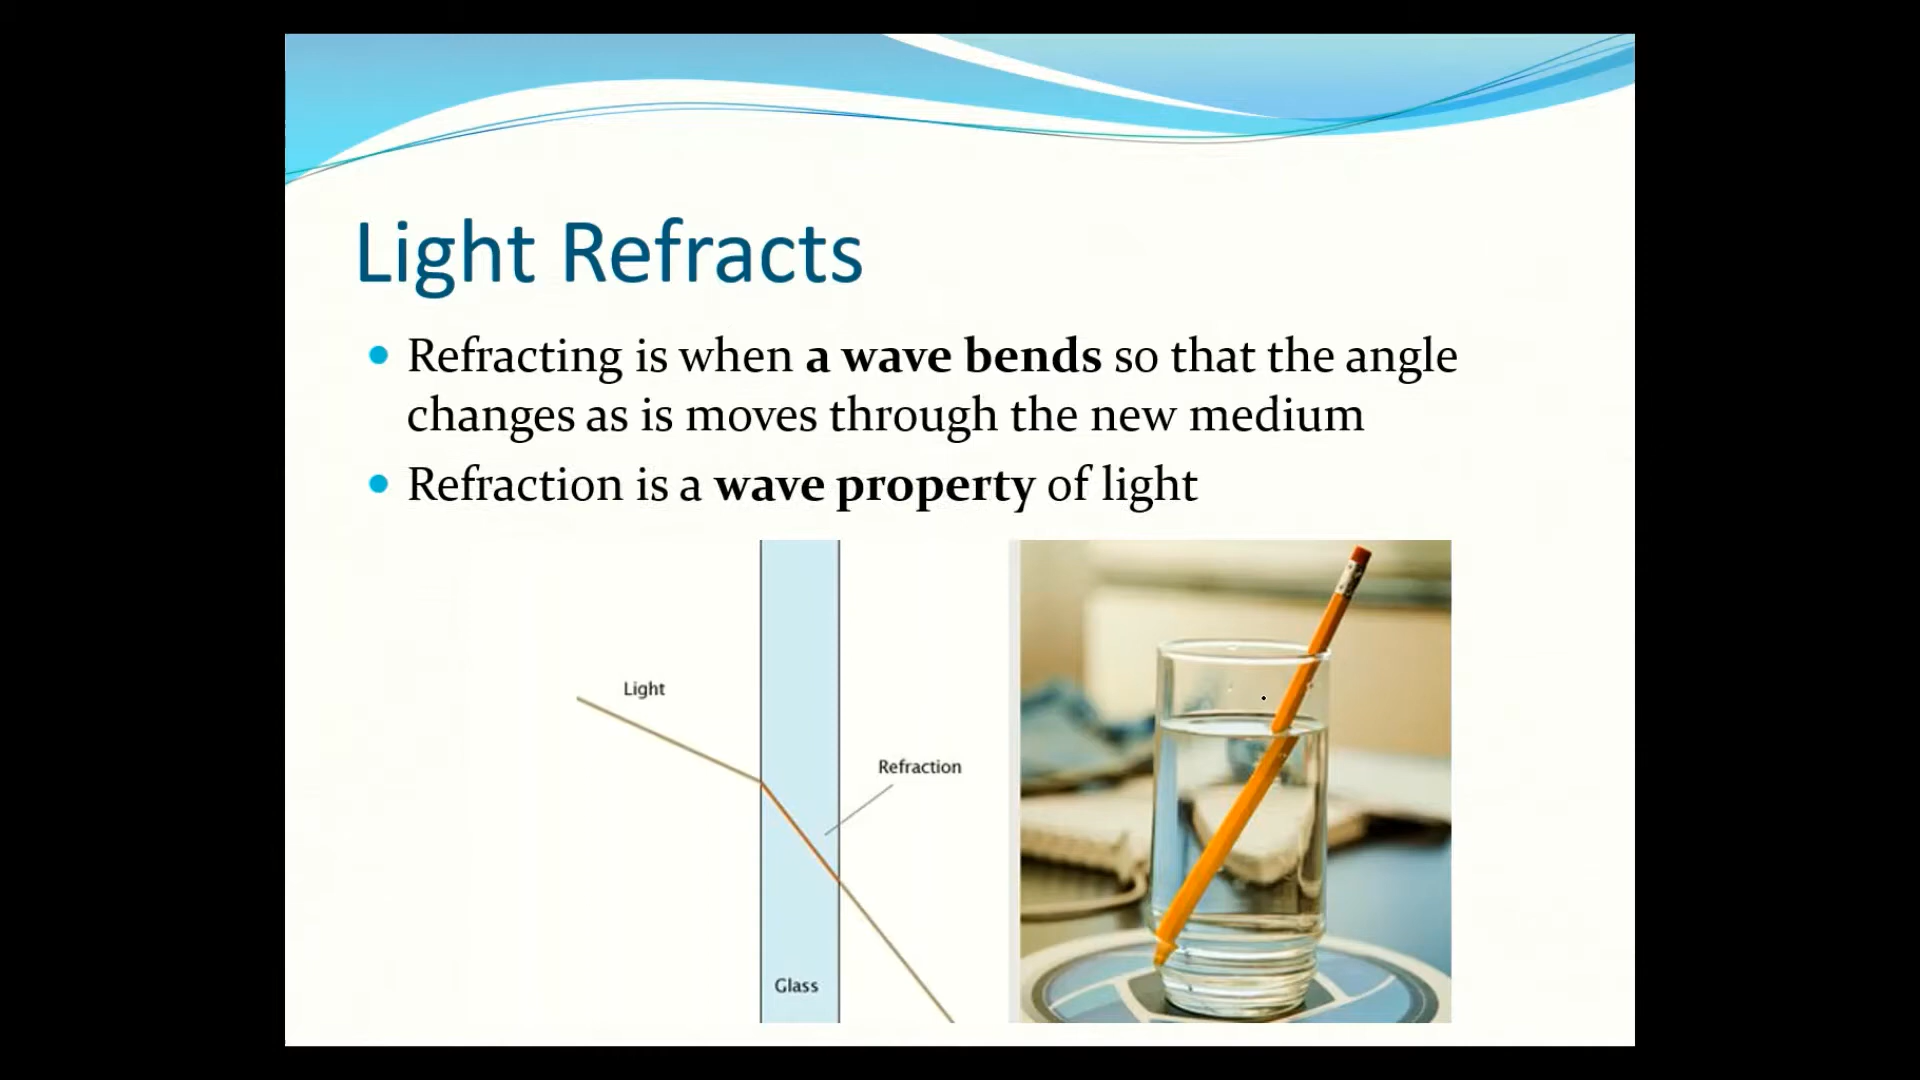 Light Refracts
Refracting is when a wave bends so that the angle
changes as is moves through the new medium
Refraction is a wave property of light
Light
Refraction
Glass